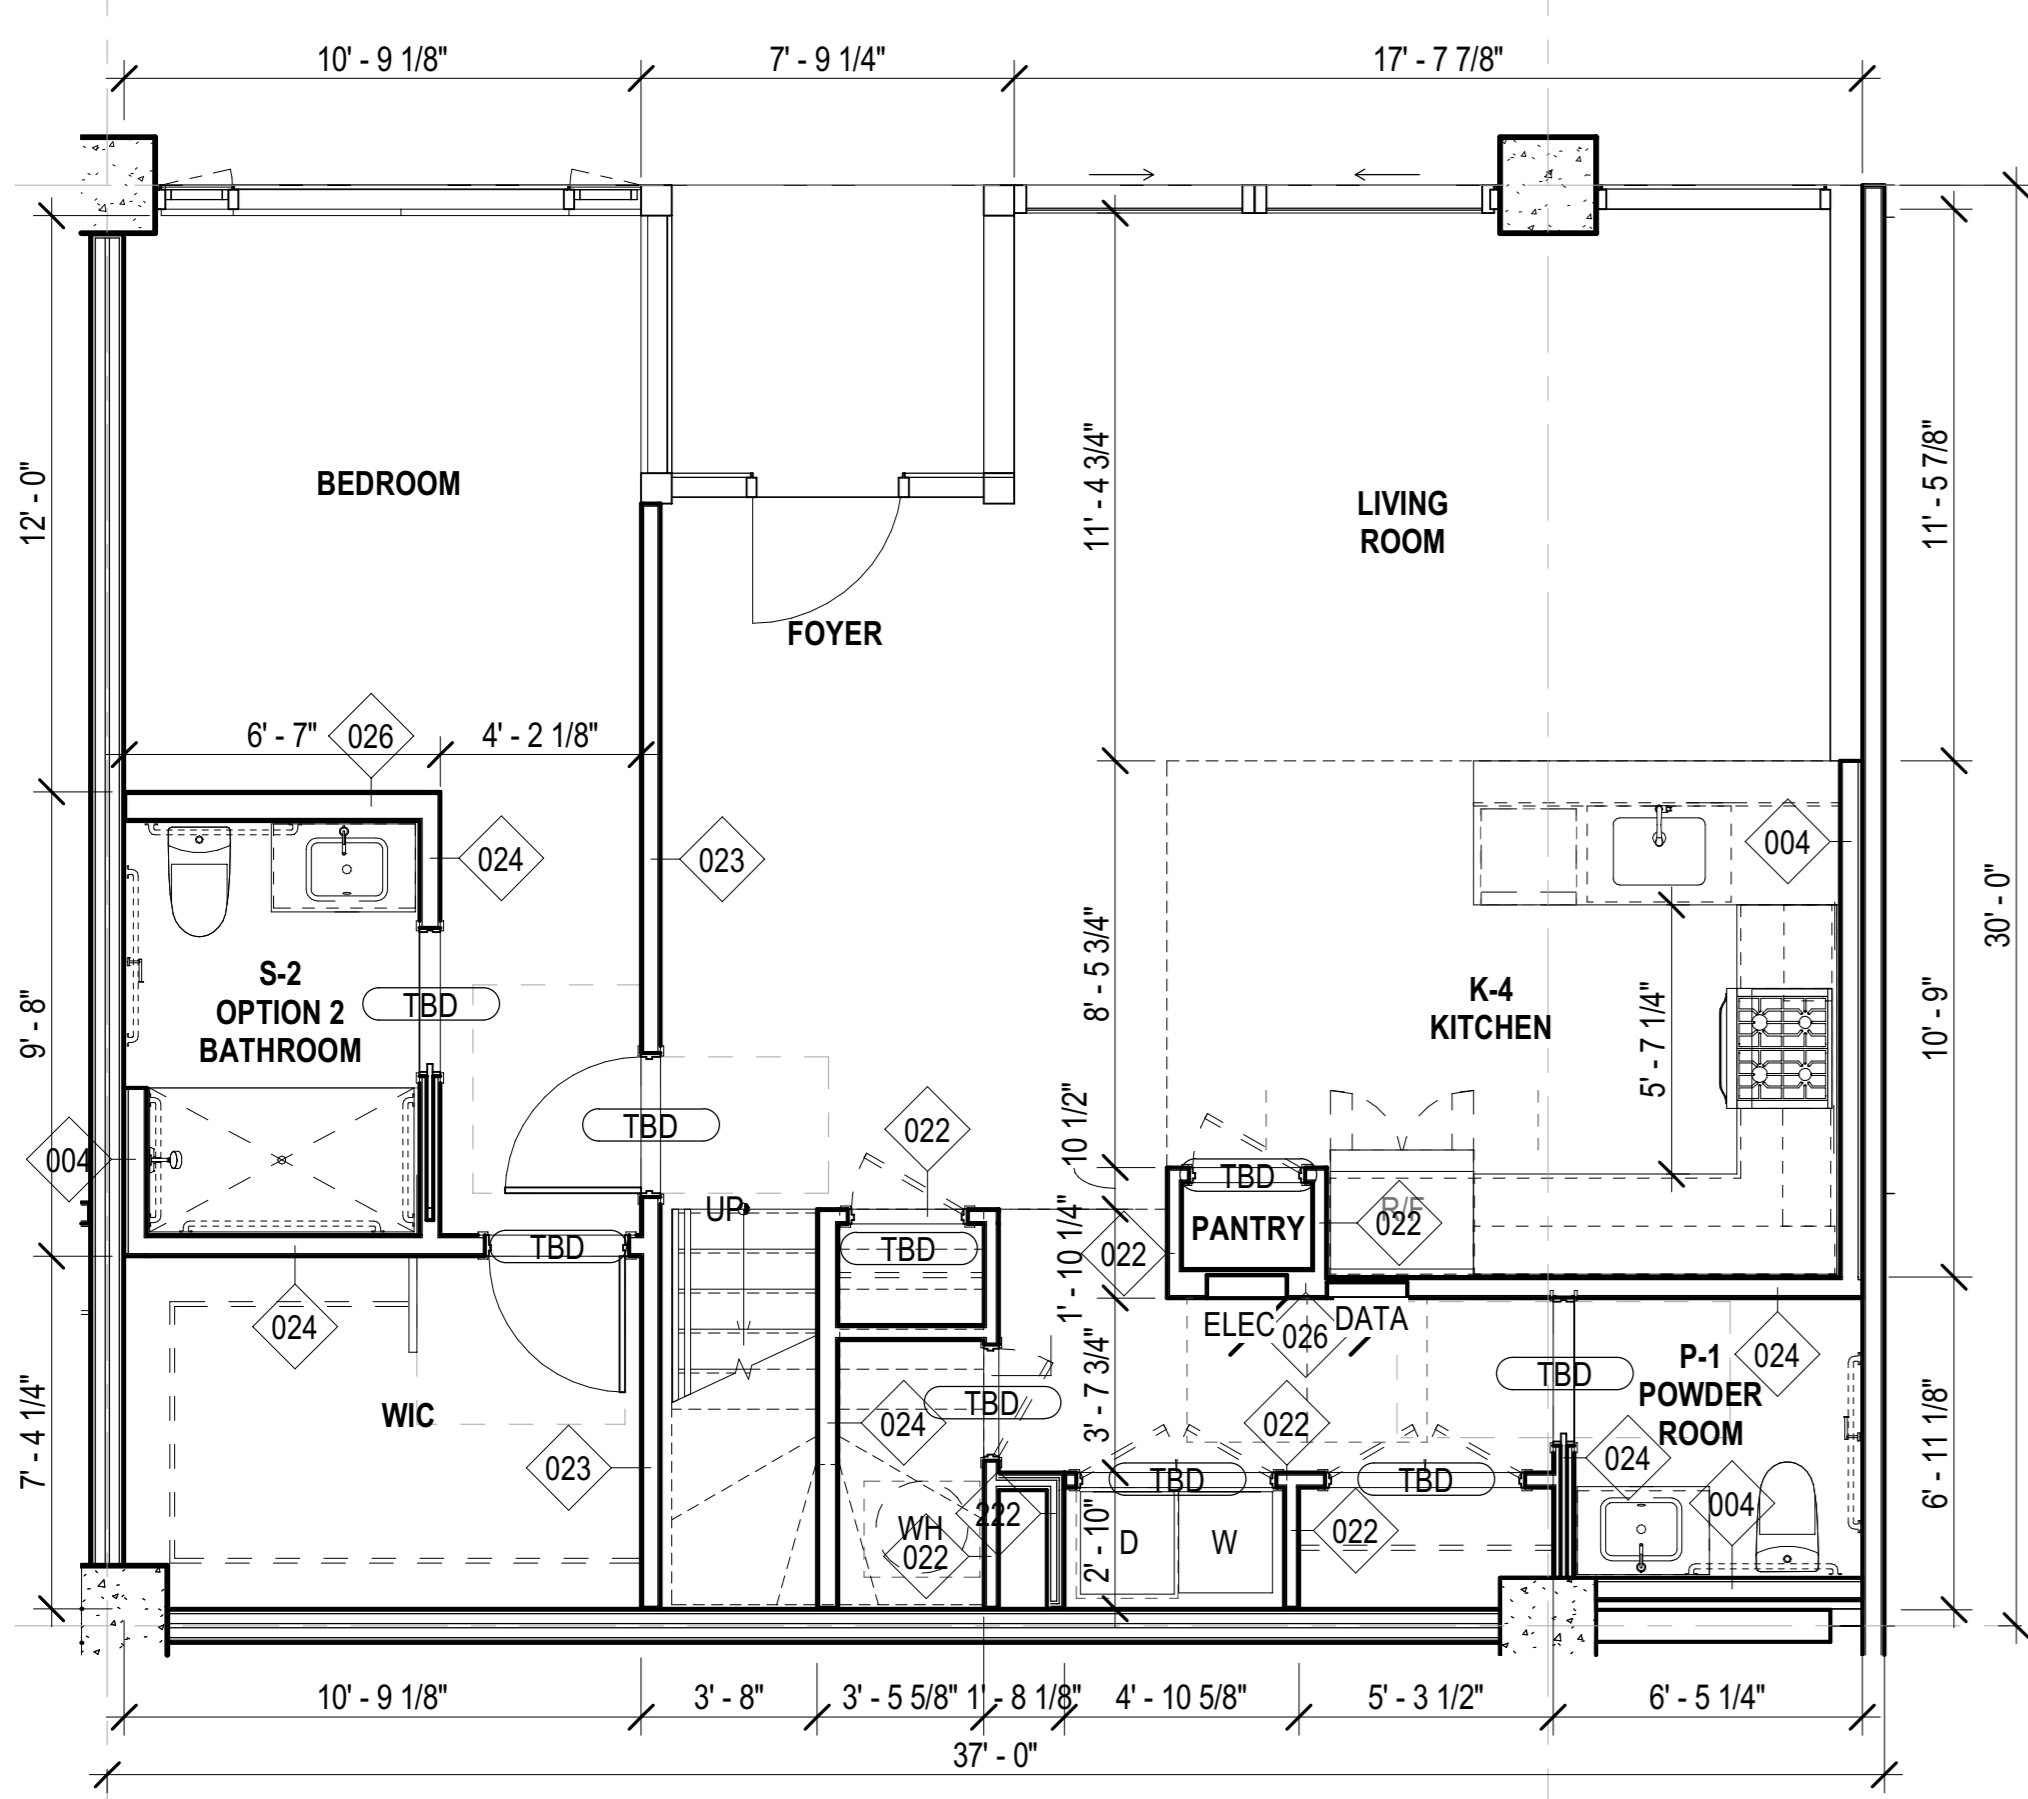 10' - 9 1/8"
7' - 9 1/4"
17' - 7 7/8"
12' - 0"
BEDROOM
11' - 4 3/4"
LIVING
ROOM
11' - 5 7/8"
FOYER
6' - 7"
026
4' - 2 1/8"
024
023
004
30' - 0"
9' - 8"
S-2
OPTION 2
BATHROOM
TBD
8' - 5 3/4"
K-4
KITCHEN
5' - 7 1/4"
10' - 9"
004
TBD
022
10 1/2"
TBD
UP
PANTRY
R/F
022
TBD
TBD
022
1' - 10 1/4"
024
ELEC
026
DATA
024
TBD
P-1
POWDER
ROOM
7' - 4 1/4"
WIC
023
024
TBD
3' - 7 3/4"
022
TBD
TBD
024
004
6' - 11 1/8"
WH
022
222
2' - 10"
D
W
022
10' - 9 1/8"
3' - 8"
3' - 5 5/8"
1' - 8 1/8"
4' - 10 5/8"
5' - 3 1/2"
6' - 5 1/4"
37' - 0"